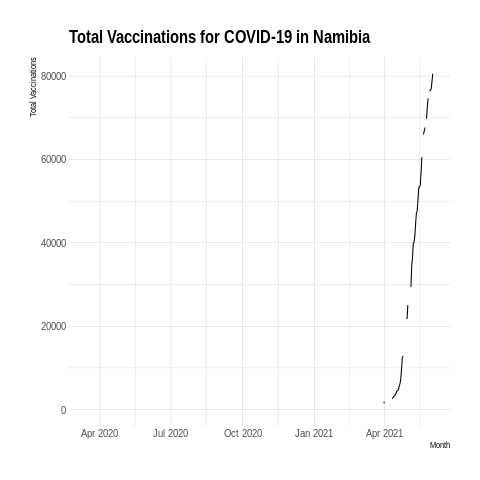 Total Vaccinations for COVID-19 in Namibia
Total Vaccinations
80000
60000
40000
20000
0
Apr 2020 Jul 2020 Oct 2020 Jan 2021 Apr 2021
Month